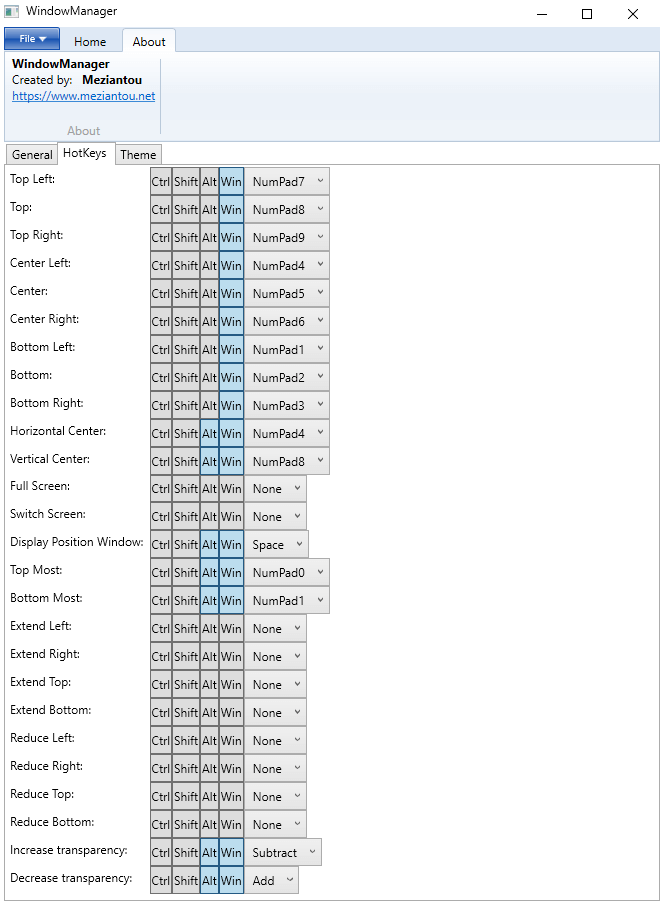 WindowManager
File Home About
WindowManager
Created by: Meziantou
https://www.meziantou.net
About
General HotKeys Theme
Top Left: Ctrl Shift Alt Win NumPad7
Top: Ctrl Shift Alt Win NumPad8
Top Right: Ctrl Shift Alt Win NumPad9
Center Left: Ctrl Shift Alt Win NumPad4
Center: Ctrl Shift Alt Win NumPad5
Center Right: Ctrl Shift Alt Win NumPad6
Bottom Left: Ctrl Shift Alt Win NumPad1
Bottom: Ctrl Shift Alt Win NumPad2
Bottom Right: Ctrl Shift Alt Win NumPad3
Horizontal Center: Ctrl Shift Alt Win NumPad4
Vertical Center: Ctrl Shift Alt Win NumPad8
Full Screen: Ctrl Shift Alt Win None
Switch Screen: Ctrl Shift Alt Win None
Display Position Window: Ctrl Shift Alt Win Space
Top Most: Ctrl Shift Alt Win NumPad0
Bottom Most: Ctrl Shift Alt Win NumPad1
Extend Left: Ctrl Shift Alt Win None
Extend Right: Ctrl Shift Alt Win None
Extend Top: Ctrl Shift Alt Win None
Extend Bottom: Ctrl Shift Alt Win None
Reduce Left: Ctrl Shift Alt Win None
Reduce Right: Ctrl Shift Alt Win None
Reduce Top: Ctrl Shift Alt Win None
Reduce Bottom: Ctrl Shift Alt Win None
Increase transparency: Ctrl Shift Alt Win Subtract
Decrease transparency: Ctrl Shift Alt Win Add